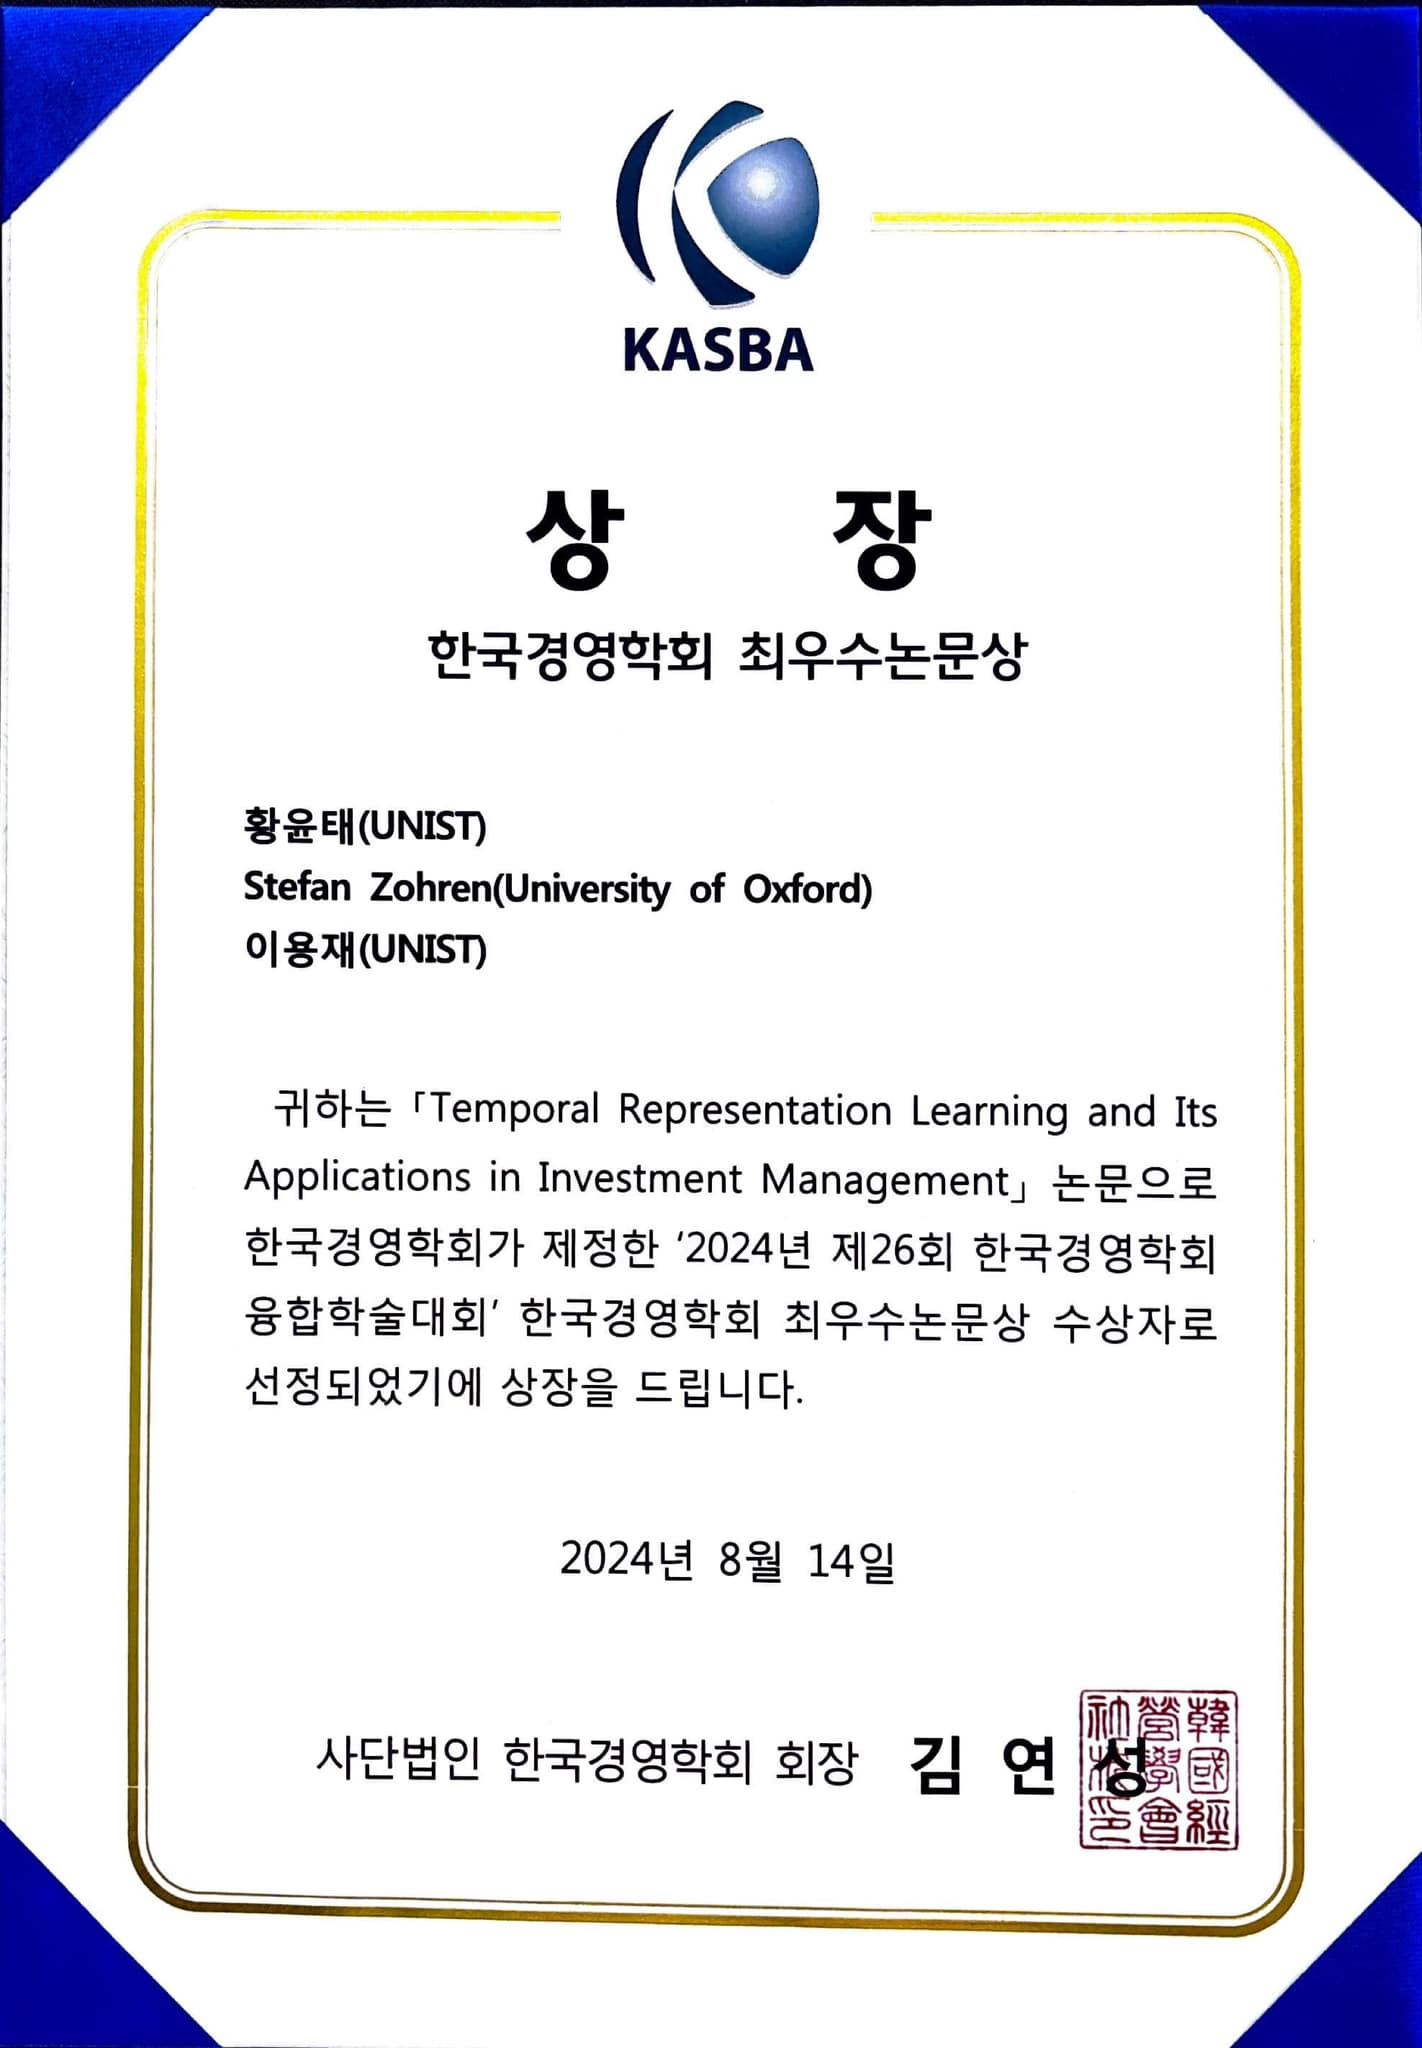 KASBA
상 장
한국경영학회 최우수논문상
황윤태(UNIST)
Stefan Zohren(University of Oxford)
이용재(UNIST)
귀하는 「Temporal Representation Learning and Its
Applications in Investment Management」 논문으로
한국경영학회가 제정한 ‘2024년 제26회 한국경영학회
융합학술대회’ 한국경영학회 최우수논문상 수상자로
선정되었기에 상장을 드립니다.
2024년 8월 14일
사단법인 한국경영학회 회장 김 연 성
韓國經
營學會
印